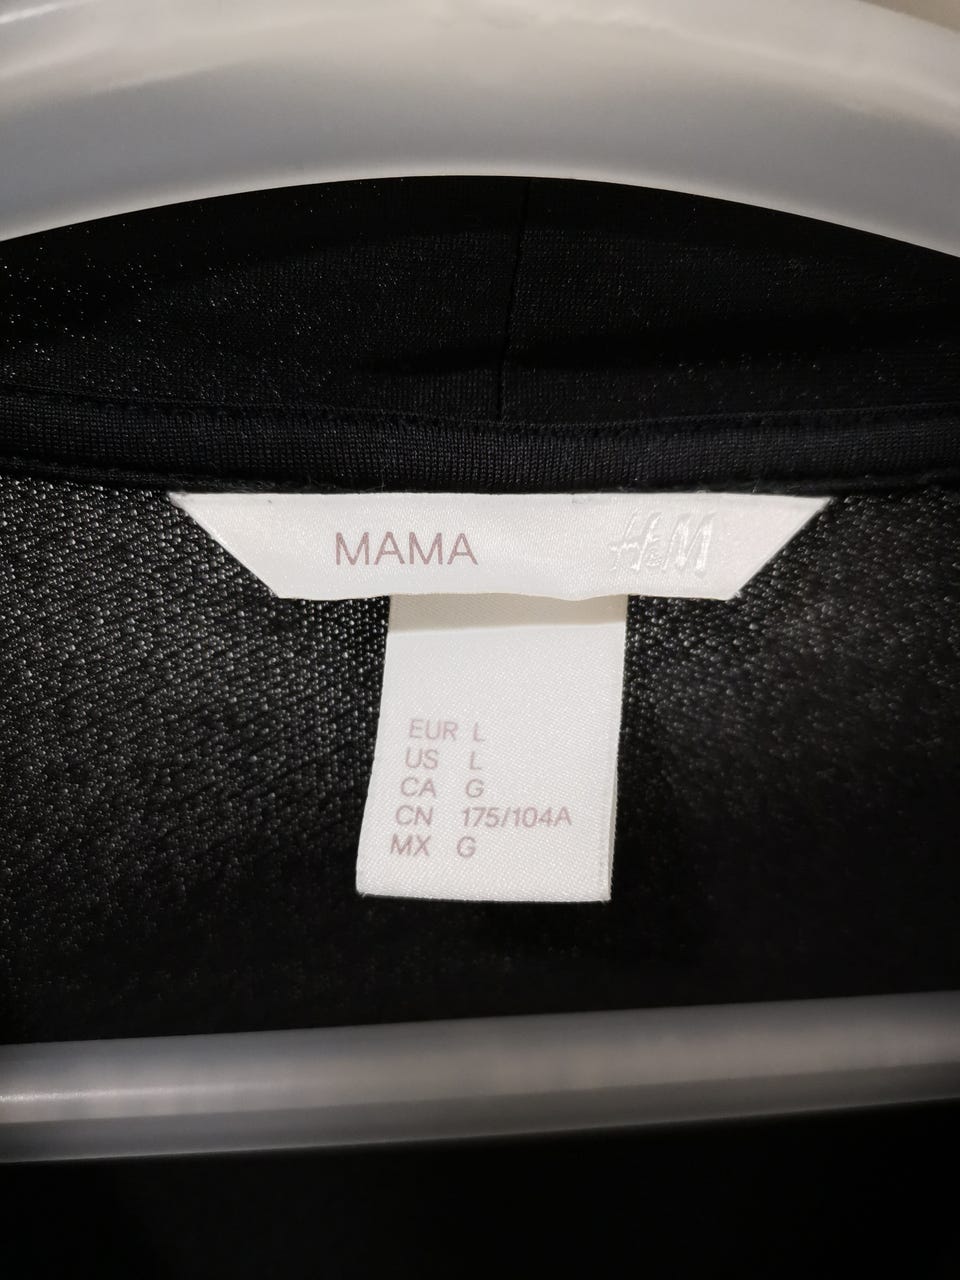 MAMA H&M
EUR L
US L
CA G
CN 175/104A
MX G